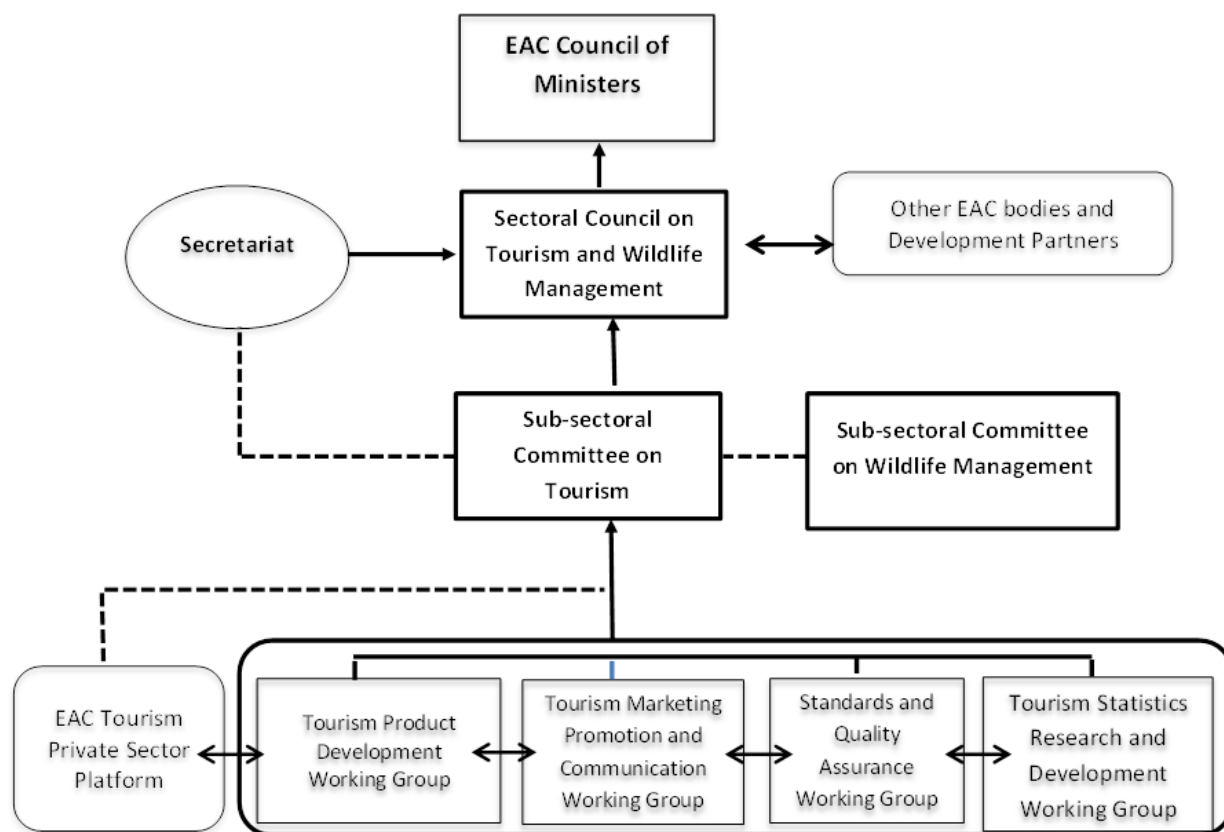 EAC Council of
Ministers
Secretariat
Sectoral Council on
Tourism and Wildlife
Management
Other EAC bodies and
Development Partners
Sub-sectoral
Committee on
Tourism
Sub-sectoral Committee
on Wildlife Management
EAC Tourism
Private Sector
Platform
Tourism Product
Development
Working Group
Tourism Marketing
Promotion and
Communication
Working Group
Standards and
Quality
Assurance
Working Group
Tourism Statistics
Research and
Development
Working Group